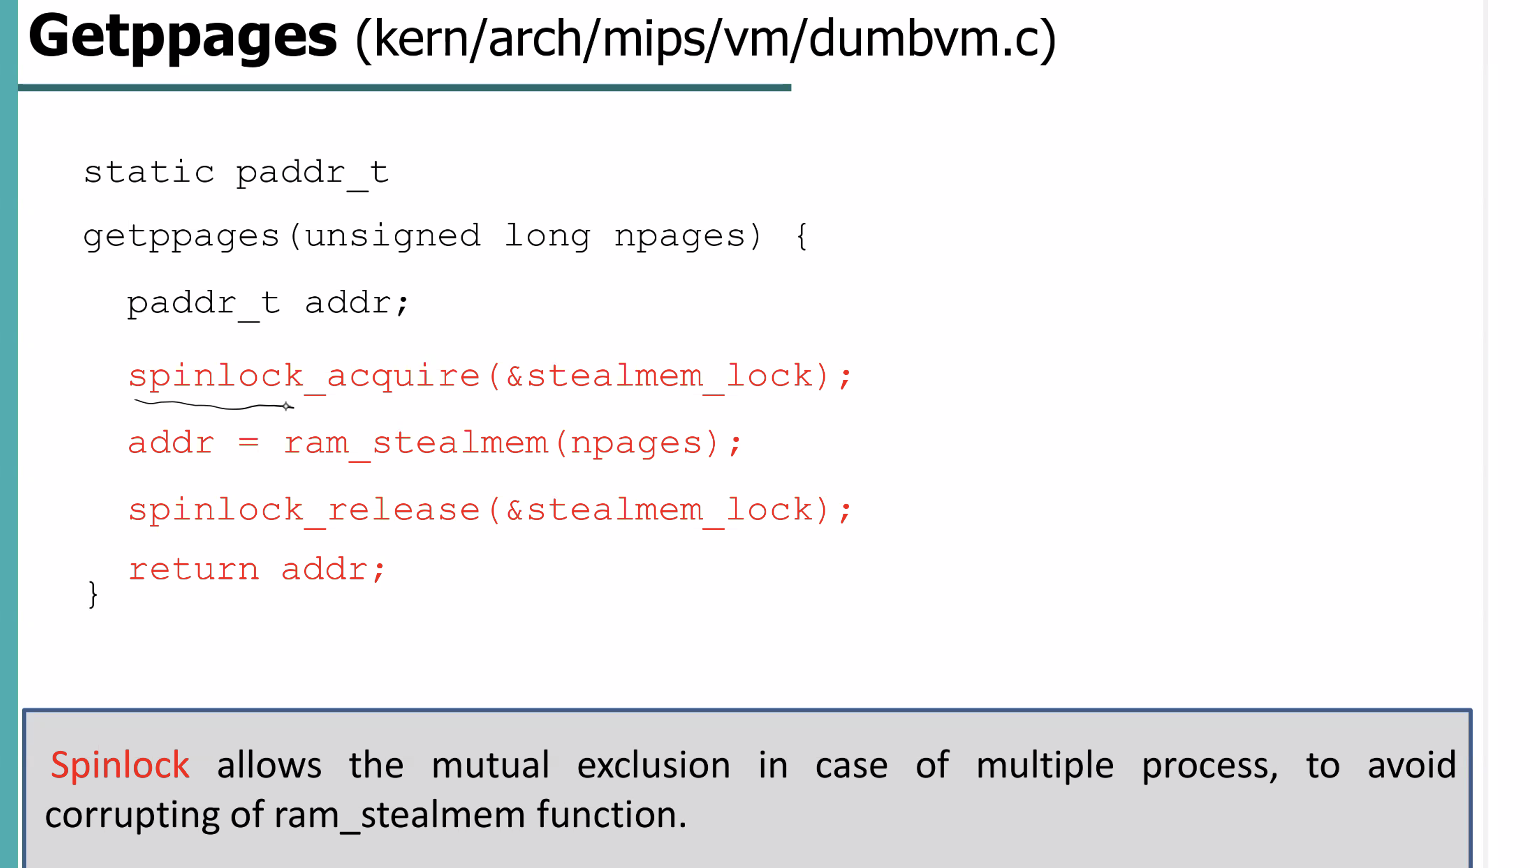 Getppages (kern/arch/mips/vm/dumbvm.c)
static paddr_t
getppages(unsigned long npages) {
paddr_t addr;
spinlock_acquire(&stealmem_lock);
addr = ram_stealmem(npages);
spinlock_release(&stealmem_lock);
return addr;
}
Spinlock allows the mutual exclusion in case of multiple process, to avoid
corrupting of ram_stealmem function.